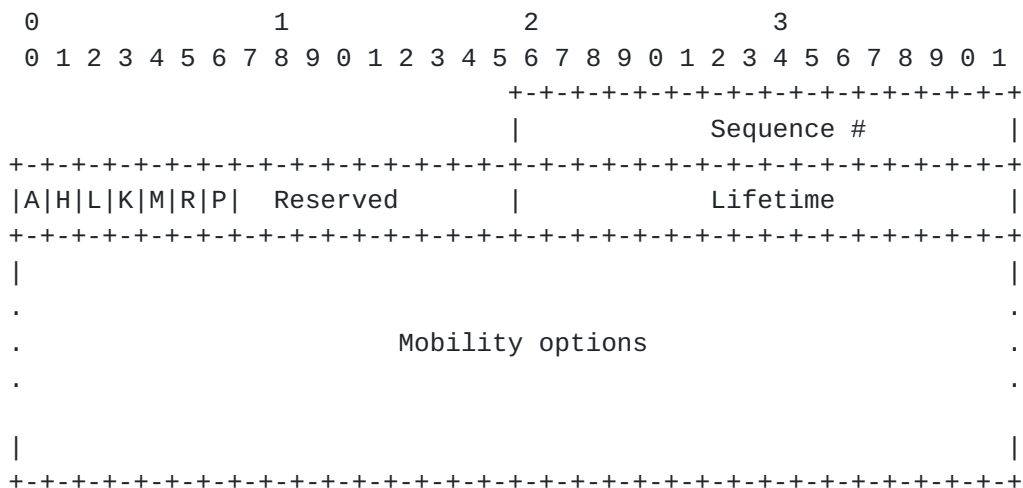 0                   1                   2                   3
 0 1 2 3 4 5 6 7 8 9 0 1 2 3 4 5 6 7 8 9 0 1 2 3 4 5 6 7 8 9 0 1
                                +-+-+-+-+-+-+-+-+-+-+-+-+-+-+-+-+
                                |            Sequence #         |
+-+-+-+-+-+-+-+-+-+-+-+-+-+-+-+-+-+-+-+-+-+-+-+-+-+-+-+-+-+-+-+-+
|A|H|L|K|M|R|P|  Reserved       |            Lifetime           |
+-+-+-+-+-+-+-+-+-+-+-+-+-+-+-+-+-+-+-+-+-+-+-+-+-+-+-+-+-+-+-+-+
|                                                               |
.                                                               .
.                        Mobility options                       .
.                                                               .
|                                                               |
+-+-+-+-+-+-+-+-+-+-+-+-+-+-+-+-+-+-+-+-+-+-+-+-+-+-+-+-+-+-+-+-+